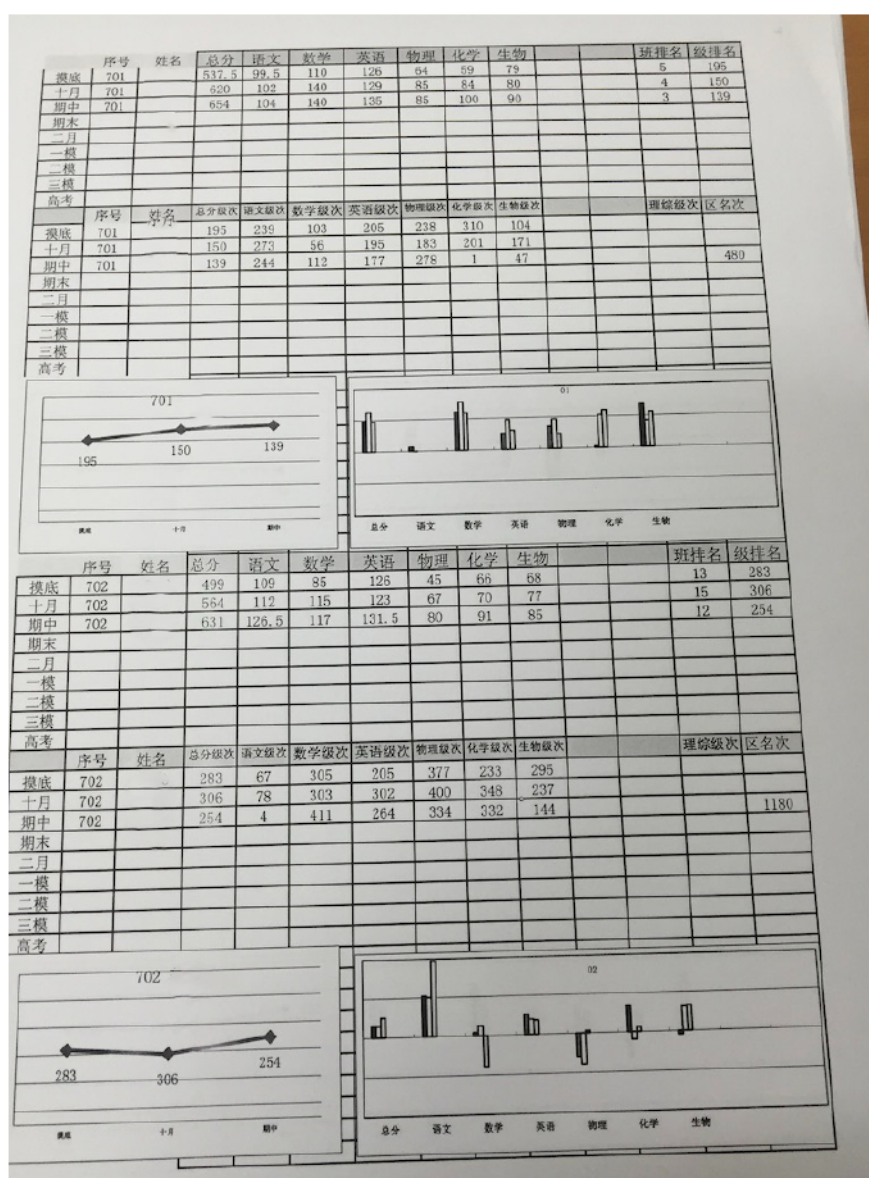 序号 姓名 总分 语文 数学 英语 物理 化学 生物 班排名 级排名
摸底 701 537.5 99.5 110 126 64 59 79 5 195
十月 701 620 102 140 129 85 84 80 4 150
期中 701 654 104 140 135 85 100 90 3 139
期末
二月
一模
二模
三模
高考
序号 姓名 总分级次 语文级次 数学级次 英语级次 物理级次 化学级次 生物级次 理综级次 区名次
摸底 701 195 239 103 205 238 310 104
十月 701 150 273 56 195 183 201 171
期中 701 139 244 112 177 278 1 47 480
期末
二月
一模
二模
三模
高考
701
195 150 139
摸底 十月 期中
01
总分 语文 数学 英语 物理 化学 生物
序号 姓名 总分 语文 数学 英语 物理 化学 生物 班排名 级排名
摸底 702 499 109 85 126 45 66 68 13 283
十月 702 564 112 115 123 67 70 77 15 306
期中 702 631 126.5 117 131.5 80 91 85 12 254
期末
二月
一模
二模
三模
高考
序号 姓名 总分级次 语文级次 数学级次 英语级次 物理级次 化学级次 生物级次 理综级次 区名次
摸底 702 283 67 305 205 377 233 295
十月 702 306 78 303 302 400 348 237
期中 702 254 4 411 264 334 332 144 1180
期末
二月
一模
二模
三模
高考
702
283 306 254
摸底 十月 期中
02
总分 语文 数学 英语 物理 化学 生物